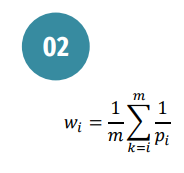 02
w_i = \frac{1}{m} \sum_{k=i}^{m} \frac{1}{p_i}